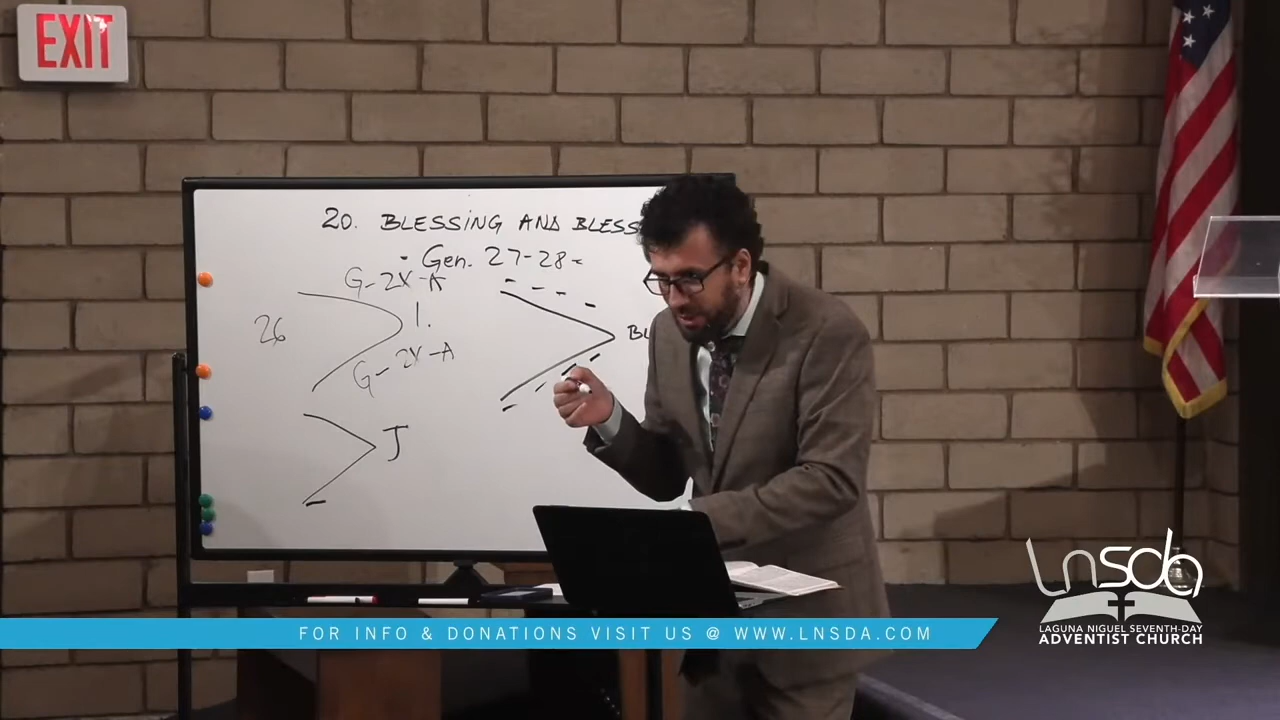 EXIT
20. BLESSING AND BLESS
• Gen. 27-28-
G-2X-A
26
1.
BL
G-2X-A
J
FOR INFO & DONATIONS VISIT US @ WWW.LNSDA.COM
LNSDA
LAGUNA NIGUEL SEVENTH-DAY
ADVENTIST CHURCH